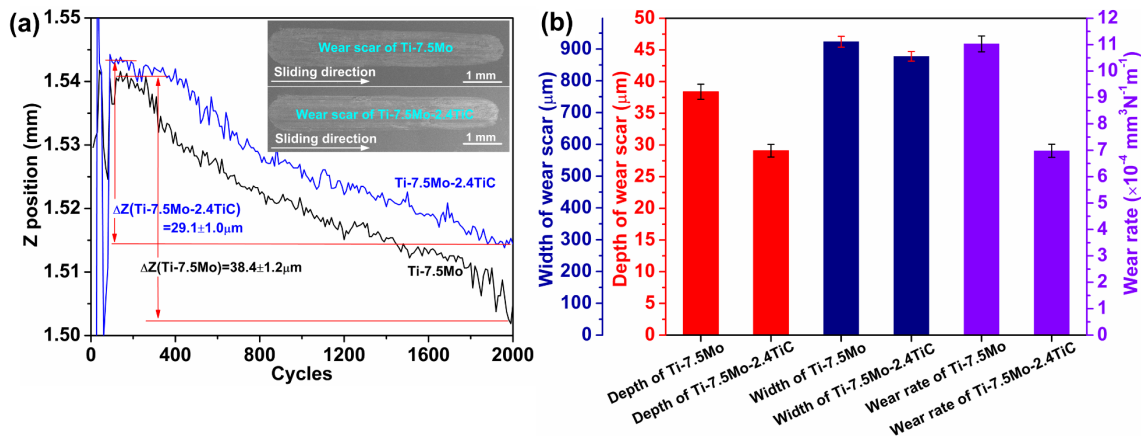 (a)
1.55
1.54
1.53
1.52
1.51
1.50
Z position (mm)
0
400
800
1200
1600
2000
Cycles
Wear scar of Ti-7.5Mo
Sliding direction
1 mm
Wear scar of Ti-7.5Mo-2.4TiC
Sliding direction
1 mm
Ti-7.5Mo-2.4TiC
ΔZ(Ti-7.5Mo-2.4TiC)
=29.1±1.0μm
ΔZ(Ti-7.5Mo)=38.4±1.2μm
Ti-7.5Mo
(b)
Width of wear scar (μm)
900
800
700
600
500
400
300
200
100
0
Depth of wear scar (μm)
50
45
40
35
30
25
20
15
10
5
0
12
11
10
9
8
7
6
5
4
3
2
1
0
Wear rate (×10⁻⁴ mm³N⁻¹m⁻¹)
Depth of Ti-7.5Mo
Depth of Ti-7.5Mo-2.4TiC
Width of Ti-7.5Mo
Width of Ti-7.5Mo-2.4TiC
Wear rate of Ti-7.5Mo
Wear rate of Ti-7.5Mo-2.4TiC